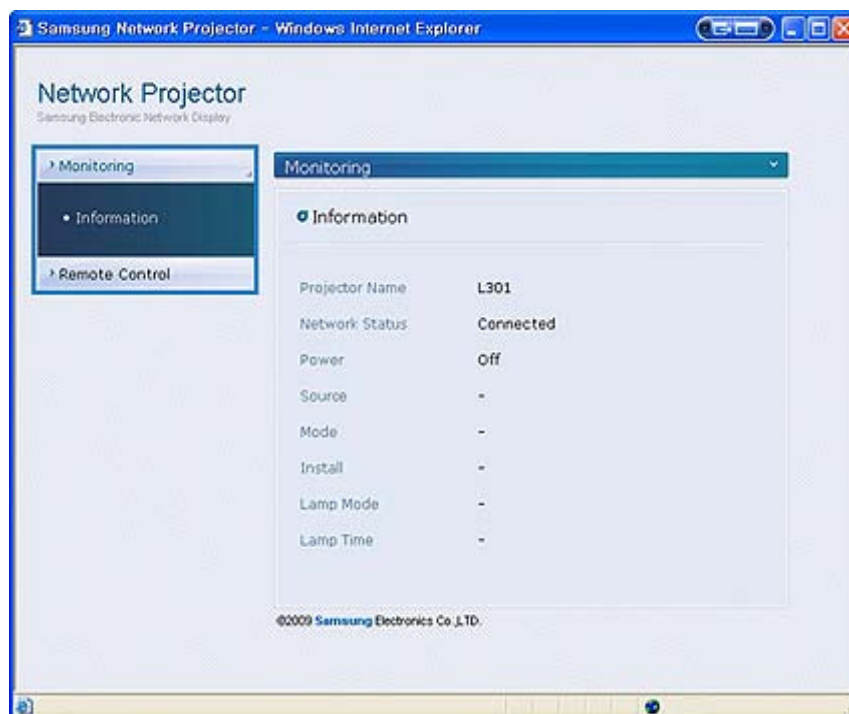 Samsung Network Projector - Windows Internet Explorer
Network Projector
Samsung Electronic Network Display
Monitoring
Information
Remote Control
Monitoring
Information
Projector Name L301
Network Status Connected
Power Off
Source -
Mode -
Install -
Lamp Mode -
Lamp Time -
©2009 Samsung Electronics Co.,LTD.